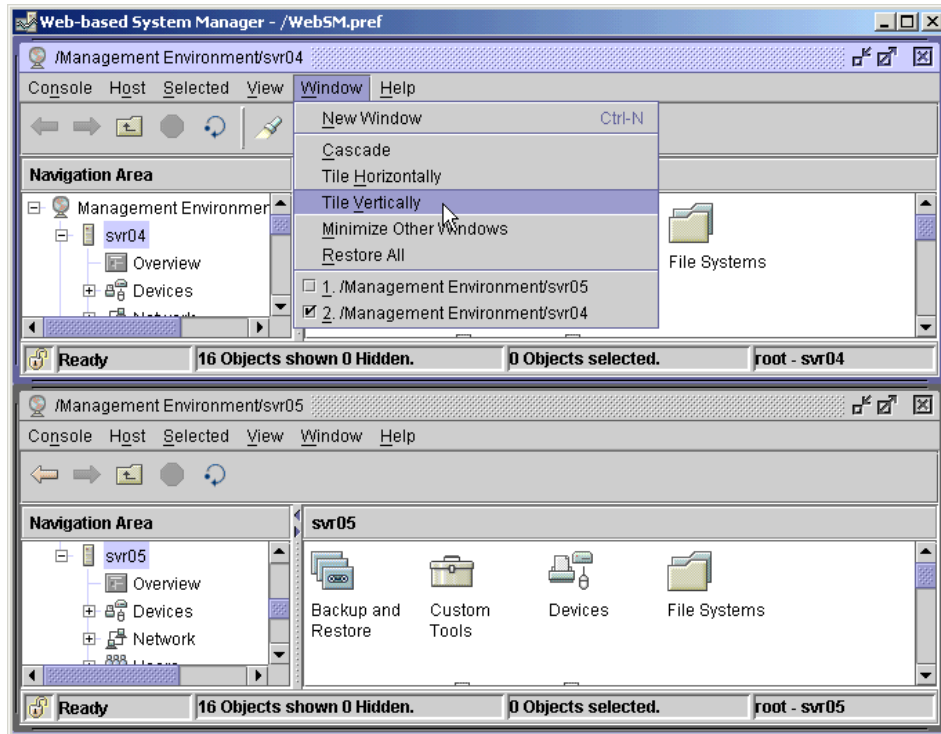 Web-based System Manager - /WebSM.pref
/Management Environment/svr04
Console Host Selected View Window Help
New Window Ctrl-N
Cascade
Tile Horizontally
Tile Vertically
Minimize Other Windows
Restore All
1. /Management Environment/svr05
2. /Management Environment/svr04
Navigation Area
Management Environmer
svr04
Overview
Devices
File Systems
Ready 16 Objects shown 0 Hidden. 0 Objects selected. root - svr04
/Management Environment/svr05
Console Host Selected View Window Help
Navigation Area
svr05
svr05
Overview
Devices
Network
Backup and Restore
Custom Tools
Devices
File Systems
Ready 16 Objects shown 0 Hidden. 0 Objects selected. root - svr05